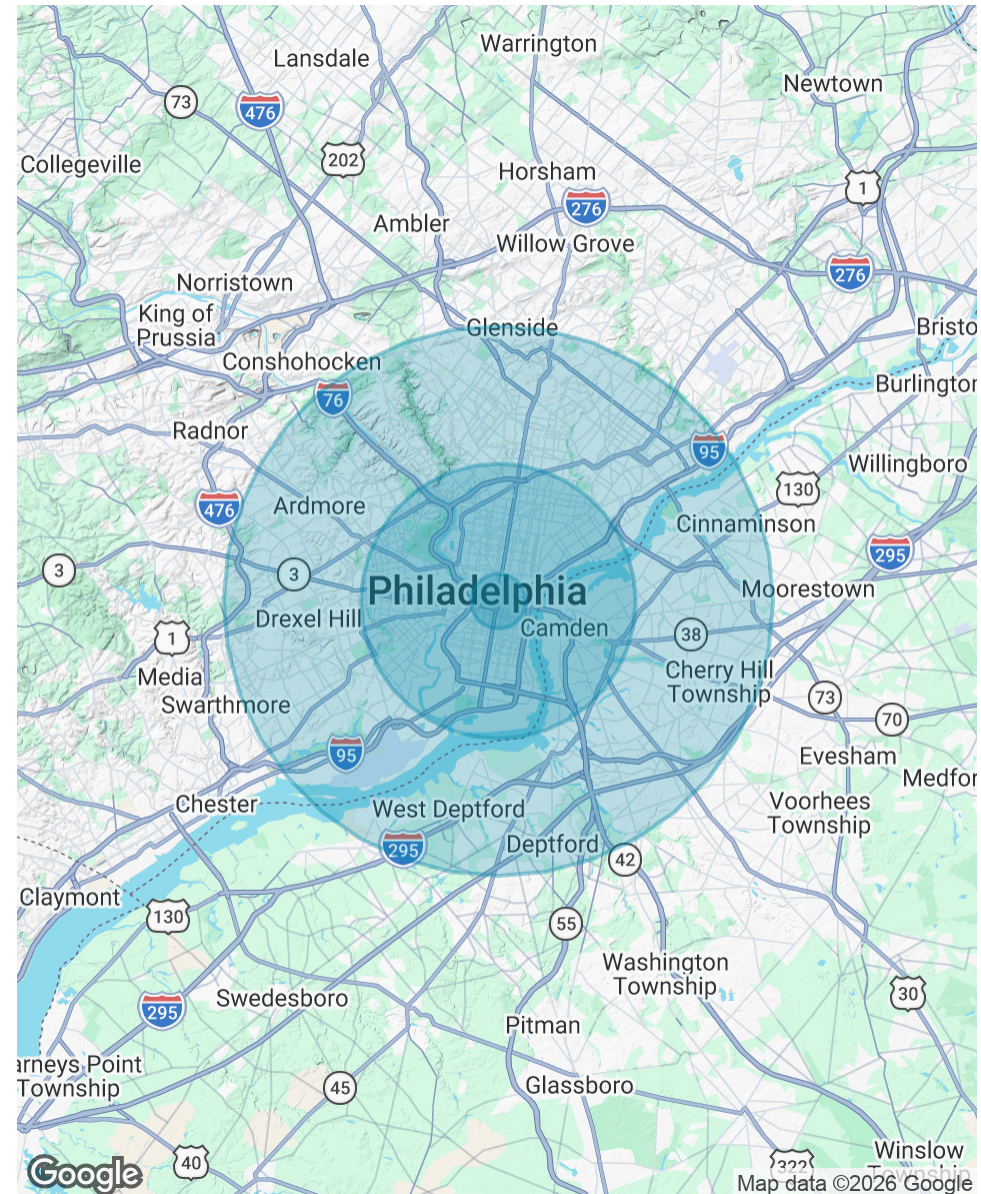 Warrington
Lansdale
Newtown
73
476
202
Collegeville
Horsham
1
276
Ambler
Willow Grove
276
Norristown
King of
Prussia
Glenside
Bristo
Conshohocken
Burlington
76
Radnor
95
Willingboro
130
Ardmore
476
Cinnaminson
295
3
3
Philadelphia
Moorestown
Drexel Hill
Camden
38
1
Media
Cherry Hill
Township
Swarthmore
73
70
95
Evesham
Medfor
Chester
West Deptford
Voorhees
Township
295
Deptford
42
Claymont
130
55
Washington
Township
30
Swedesboro
295
Pitman
arneys Point
Township
45
Glassboro
40
322
Winslow
Township
Google
Map data ©2026 Google